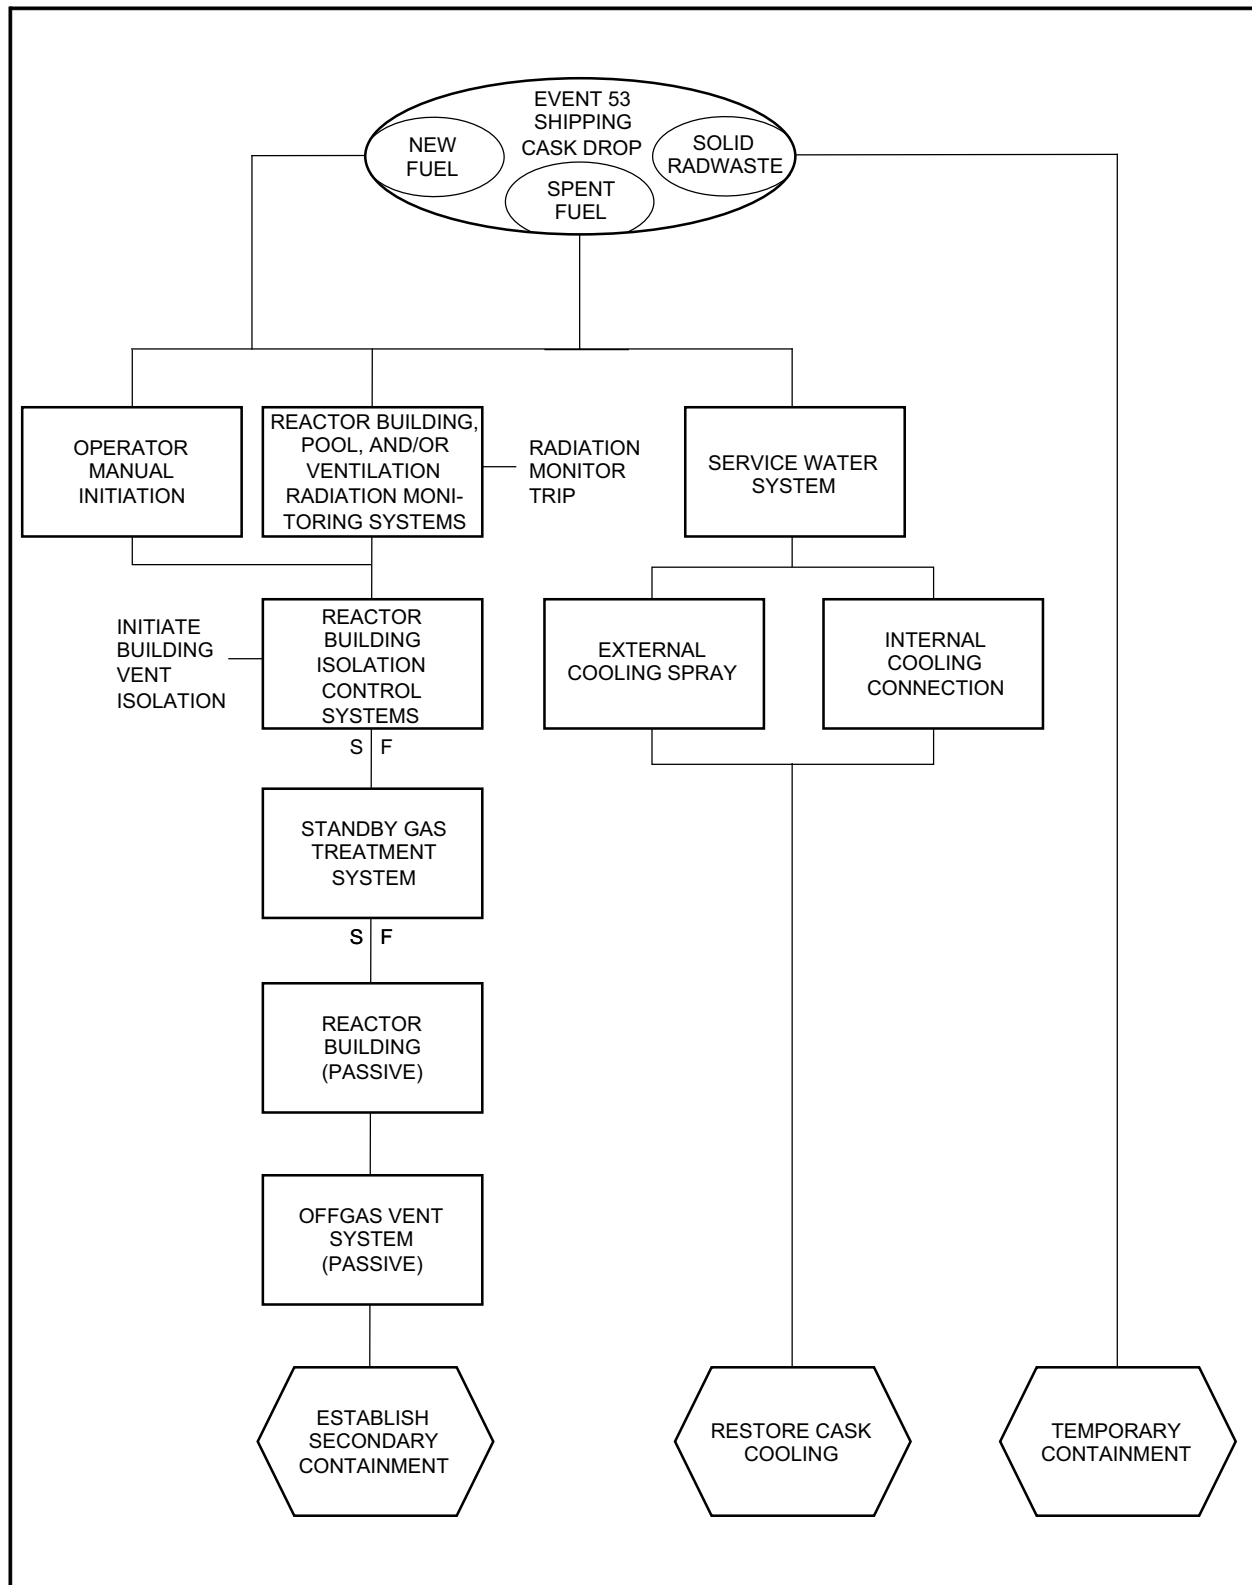 EVENT 53
SHIPPING
CASK DROP
NEW
FUEL
SPENT
FUEL
SOLID
RADWASTE
OPERATOR
MANUAL
INITIATION
REACTOR BUILDING,
POOL, AND/OR
VENTILATION
RADIATION MONI-
TORING SYSTEMS
RADIATION
MONITOR
TRIP
SERVICE WATER
SYSTEM
INITIATE
BUILDING
VENT
ISOLATION
REACTOR
BUILDING
ISOLATION
CONTROL
SYSTEMS
EXTERNAL
COOLING SPRAY
INTERNAL
COOLING
CONNECTION
S F
STANDBY GAS
TREATMENT
SYSTEM
S F
REACTOR
BUILDING
(PASSIVE)
OFFGAS VENT
SYSTEM
(PASSIVE)
ESTABLISH
SECONDARY
CONTAINMENT
RESTORE CASK
COOLING
TEMPORARY
CONTAINMENT